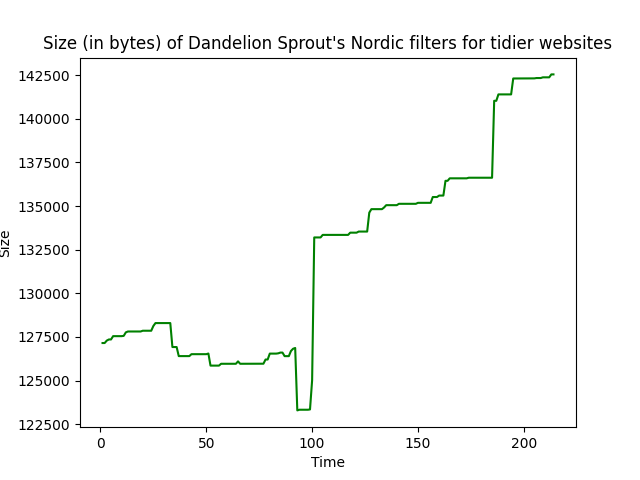 Size (in bytes) of Dandelion Sprout's Nordic filters for tidier websites
142500
140000
137500
135000
132500
130000
127500
125000
122500
Size
0 50 100 150 200
Time